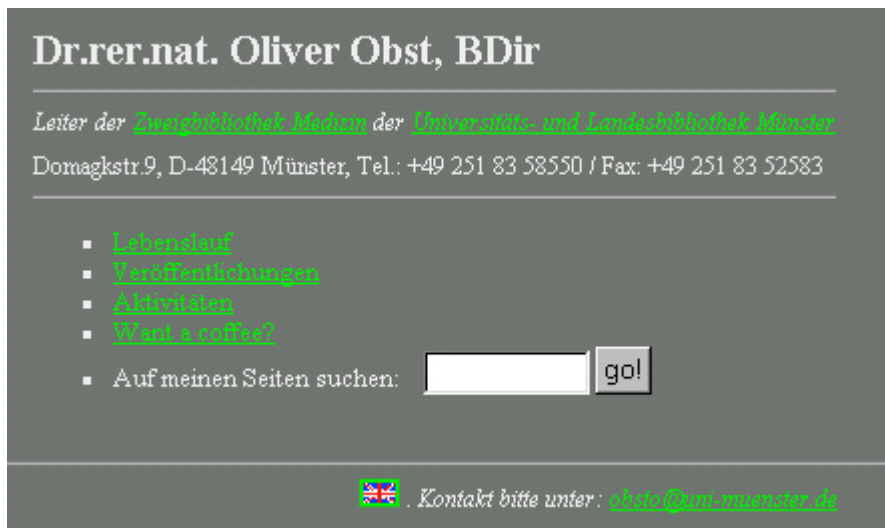 Dr.rer.nat. Oliver Obst, BDir
Leiter der Zweigbibliothek Medizin der Universitäts- und Landesbibliothek Münster
Domagkstr.9, D-48149 Münster, Tel.: +49 251 83 58550 / Fax: +49 251 83 52583
Lebenslauf
Veröffentlichungen
Aktivitäten
Want a coffee?
Auf meinen Seiten suchen: go!
. Kontakt bitte unter: obsto@uni-muenster.de